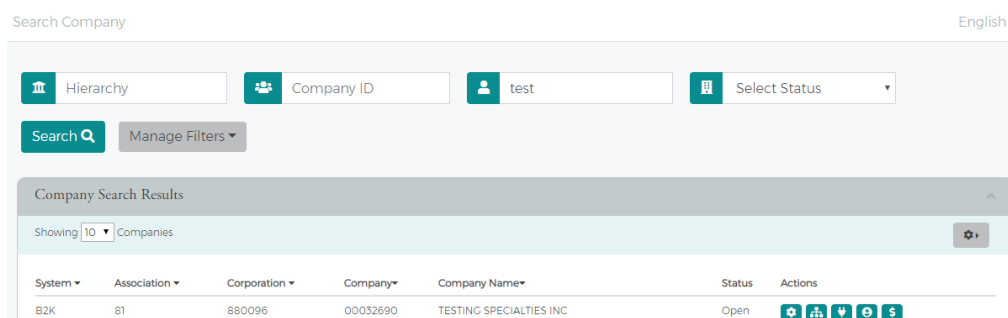 Search Company English
Hierarchy Company ID test Select Status
Search Manage Filters
Company Search Results
Showing 10 Companies
System Association Corporation Company Company Name Status Actions
B2K 81 880096 00032690 TESTING SPECIALTIES INC Open $